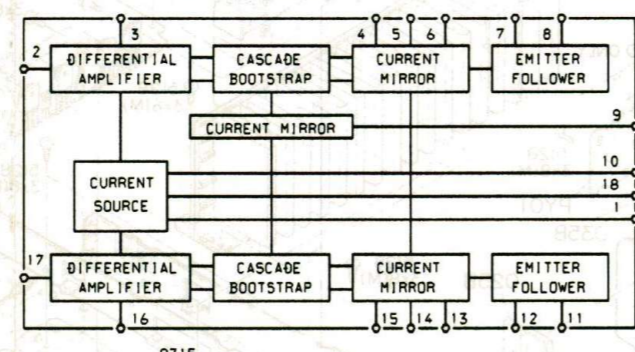 3 4 5 6 7 8
2
DIFFERENTIAL AMPLIFIER
CASCADE BOOTSTRAP
CURRENT MIRROR
EMITTER FOLLOWER
CURRENT MIRROR
9
CURRENT SOURCE
10
18
1
17
DIFFERENTIAL AMPLIFIER
CASCADE BOOTSTRAP
CURRENT MIRROR
EMITTER FOLLOWER
16 15 14 13 12 11